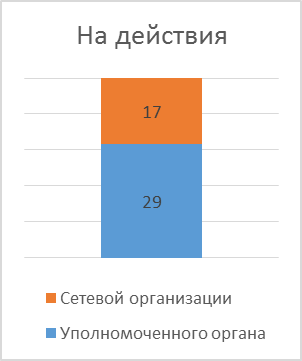 На действия
17
29
Сетевой организации
Уполномоченного органа